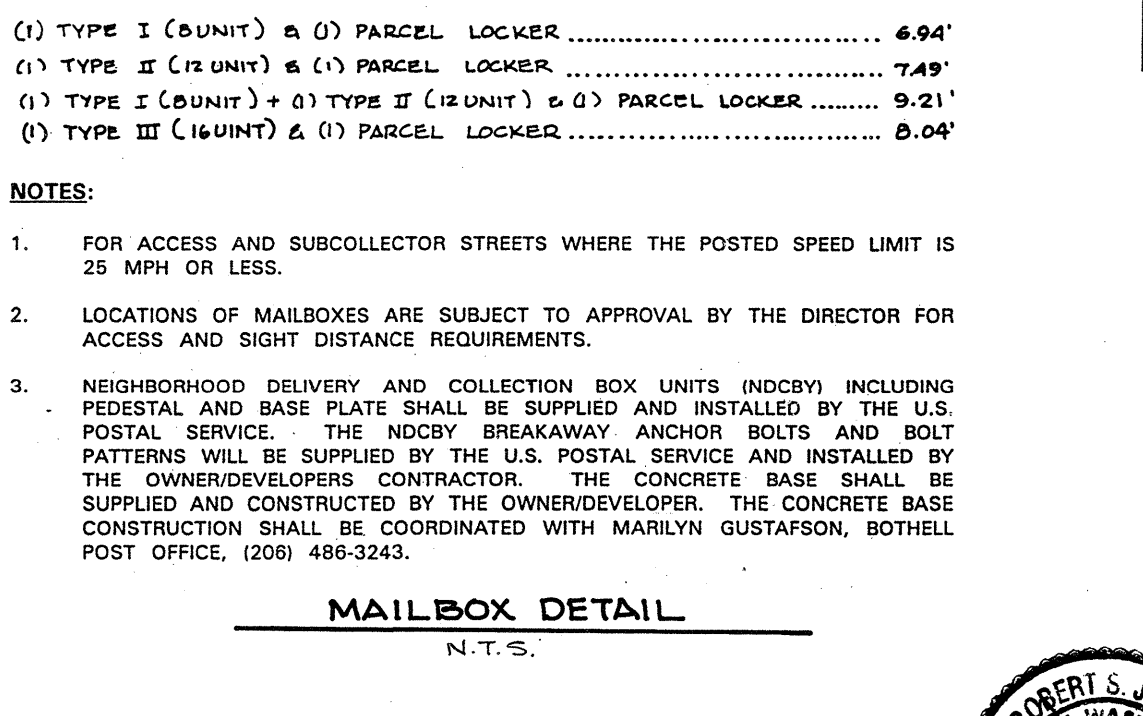 (1) TYPE I (8UNIT) & (1) PARCEL LOCKER ................................. 6.94'
(1) TYPE II (12 UNIT) & (1) PARCEL LOCKER ................................. 7.49'
(1) TYPE I (8UNIT) + (1) TYPE II (12UNIT) & (1) PARCEL LOCKER ......... 9.21'
(1) TYPE III (16UINT) & (1) PARCEL LOCKER ................................. 8.04'
NOTES:
1. FOR ACCESS AND SUBCOLLECTOR STREETS WHERE THE POSTED SPEED LIMIT IS
25 MPH OR LESS.
2. LOCATIONS OF MAILBOXES ARE SUBJECT TO APPROVAL BY THE DIRECTOR FOR
ACCESS AND SIGHT DISTANCE REQUIREMENTS.
3. NEIGHBORHOOD DELIVERY AND COLLECTION BOX UNITS (NDCBY) INCLUDING
PEDESTAL AND BASE PLATE SHALL BE SUPPLIED AND INSTALLED BY THE U.S.
POSTAL SERVICE. THE NDCBY BREAKAWAY ANCHOR BOLTS AND BOLT
PATTERNS WILL BE SUPPLIED BY THE U.S. POSTAL SERVICE AND INSTALLED BY
THE OWNER/DEVELOPERS CONTRACTOR. THE CONCRETE BASE SHALL BE
SUPPLIED AND CONSTRUCTED BY THE OWNER/DEVELOPER. THE CONCRETE BASE
CONSTRUCTION SHALL BE COORDINATED WITH MARILYN GUSTAFSON, BOTHELL
POST OFFICE, (206) 486-3243.
MAILBOX DETAIL
N.T.S.
ROBERT S. J
WAS